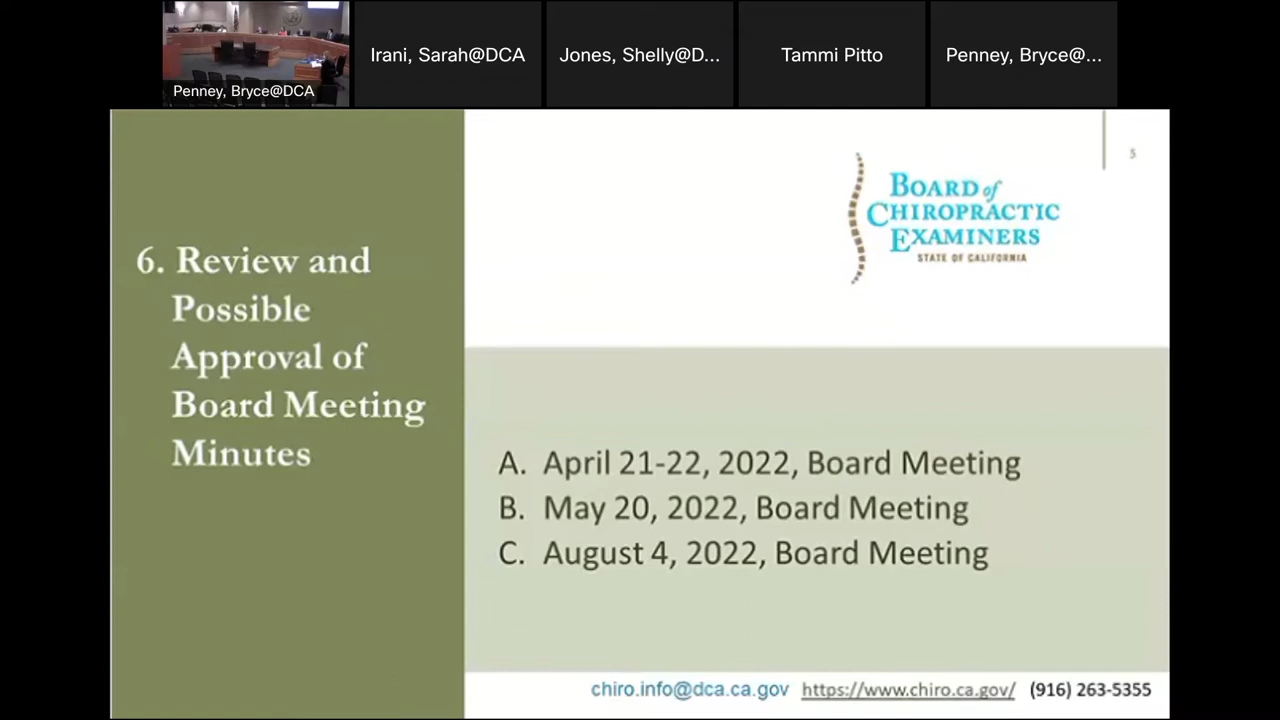 Penney, Bryce@DCA
Irani, Sarah@DCA
Jones, Shelly@D...
Tammi Pitto
Penney, Bryce@...
5
BOARD of
CHIROPRACTIC
EXAMINERS
STATE OF CALIFORNIA
6. Review and
Possible
Approval of
Board Meeting
Minutes
A. April 21-22, 2022, Board Meeting
B. May 20, 2022, Board Meeting
C. August 4, 2022, Board Meeting
chiro.info@dca.ca.gov https://www.chiro.ca.gov/ (916) 263-5355